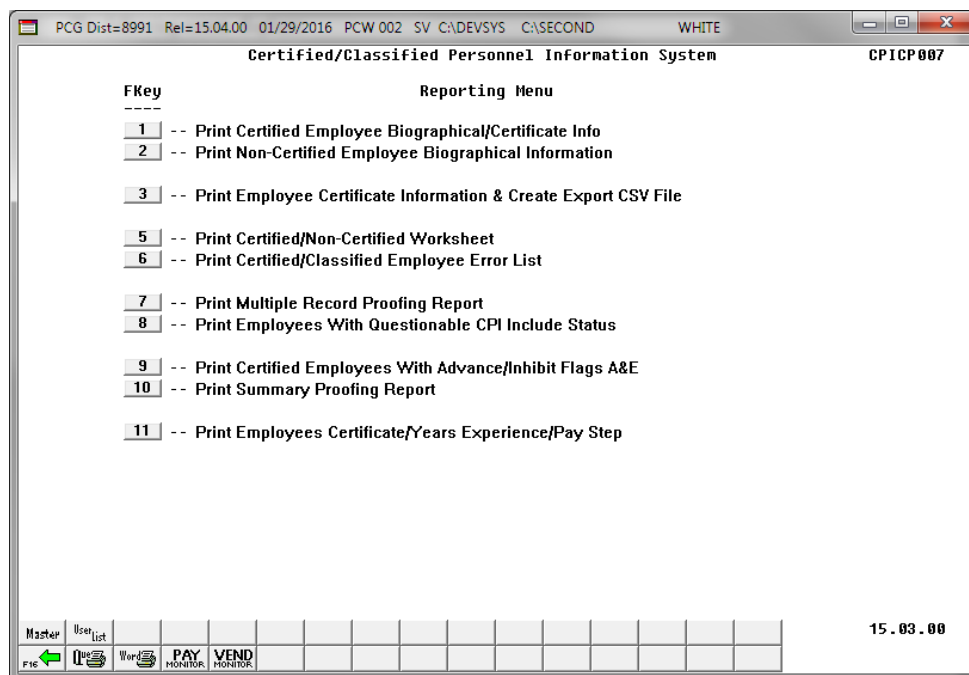 PCG Dist=8991 Rel=15.04.00 01/29/2016 PCW 002 SV C:\DEVSYS C:\SECOND WHITE
Certified/Classified Personnel Information System CPICP007
FKey Reporting Menu
----
1 -- Print Certified Employee Biographical/Certificate Info
2 -- Print Non-Certified Employee Biographical Information
3 -- Print Employee Certificate Information & Create Export CSV File
5 -- Print Certified/Non-Certified Worksheet
6 -- Print Certified/Classified Employee Error List
7 -- Print Multiple Record Proofing Report
8 -- Print Employees With Questionable CPI Include Status
9 -- Print Certified Employees With Advance/Inhibit Flags A&E
10 -- Print Summary Proofing Report
11 -- Print Employees Certificate/Years Experience/Pay Step
Master User List 15.03.00
F16 Que Word PAY MONITOR VEND MONITOR